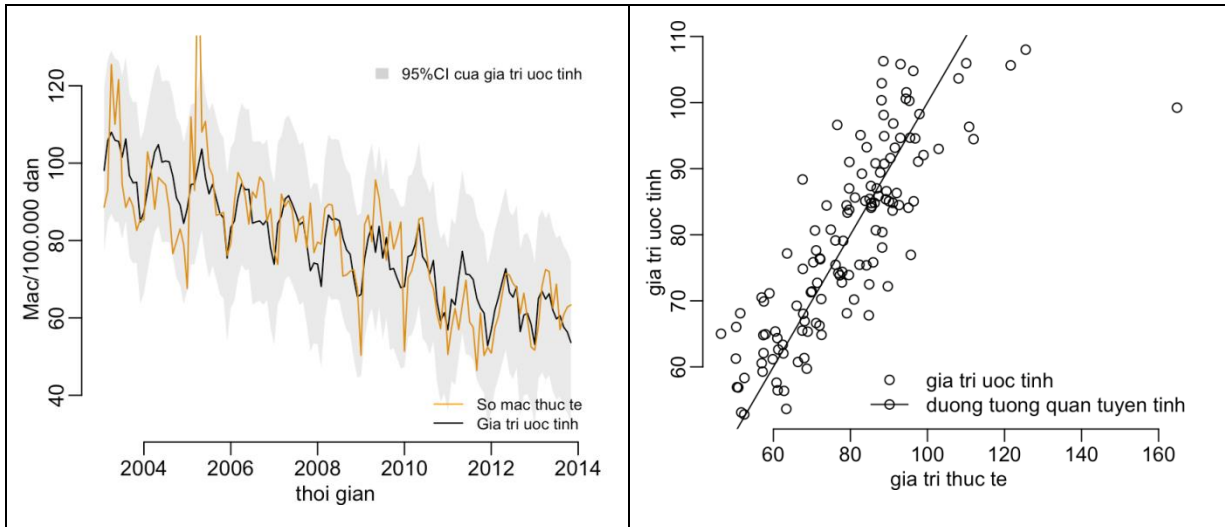 95%CI cua gia tri uoc tinh
120
100
80
60
40
Mac/100.000 dan
So mac thuc te
Gia tri uoc tinh
2004 2006 2008 2010 2012 2014
thoi gian
110
100
90
80
70
60
gia tri uoc tinh
gia tri uoc tinh
duong tuong quan tuyen tinh
60 80 100 120 140 160
gia tri thuc te